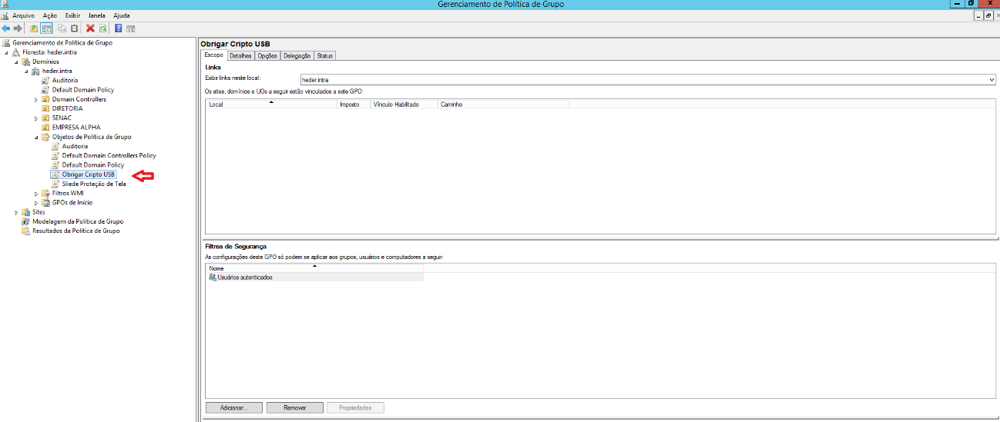 Gerenciamento de Política de Grupo
Arquivo Ação Exibir Janela Ajuda
Gerenciamento de Política de Grupo
Floresta: heder.intra
Domínios
heder.intra
Auditoria
Default Domain Policy
Domain Controllers
DIRETORIA
SENAC
EMPRESA ALPHA
Objetos de Política de Grupo
Auditoria
Default Domain Controllers Policy
Default Domain Policy
Obrigar Cripto USB
Sliede Proteção de Tela
Filtros WMI
GPOs de Início
Sites
Modelagem da Política de Grupo
Resultados da Política de Grupo
Obrigar Cripto USB
Escopo Detalhes Opções Delegação Status
Links
Exibir links neste local: heder.intra
Os sites, domínios e UOs a seguir estão vinculados a este GPO:
Local Imposto Vínculo Habilitado Caminho
Filtros de Segurança
As configurações deste GPO só podem se aplicar aos grupos, usuários e computadores a seguir:
Nome
Usuários autenticados
Adicionar... Remover Propriedades